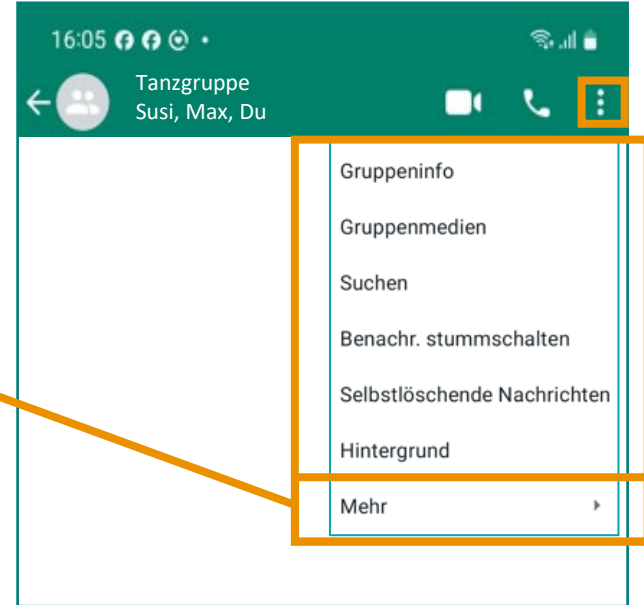 16:05
Tanzgruppe
Susi, Max, Du
Gruppeninfo
Gruppenmedien
Suchen
Benachr. stummschalten
Selbstlöschende Nachrichten
Hintergrund
Mehr